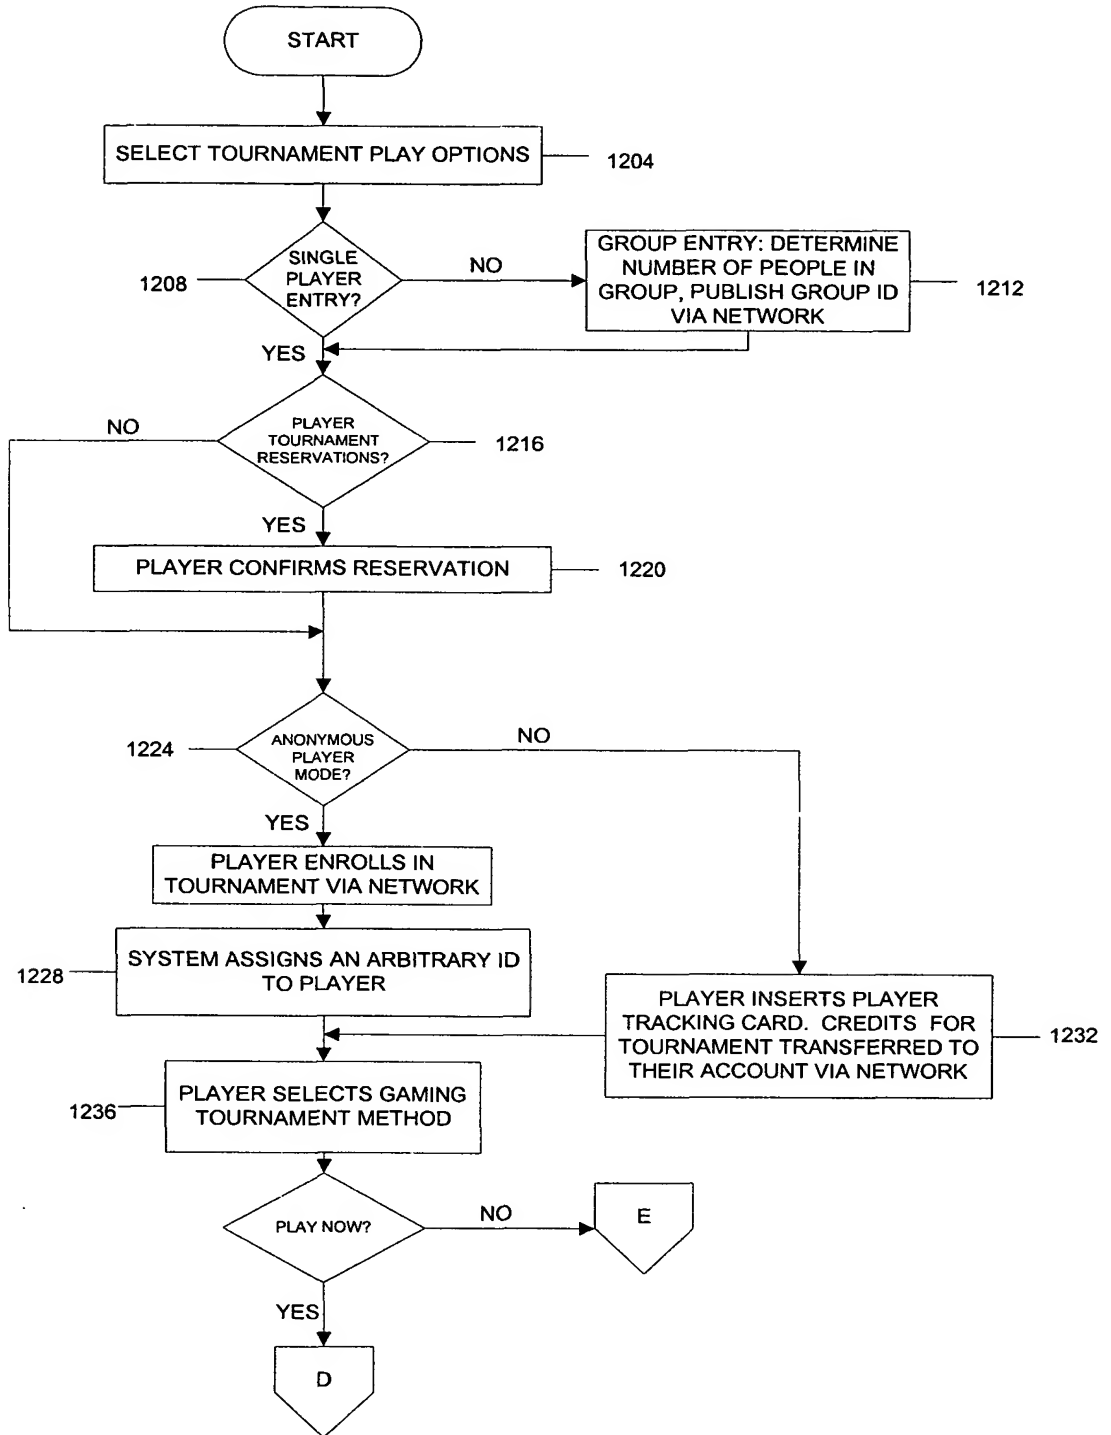 START
SELECT TOURNAMENT PLAY OPTIONS
1204
SINGLE
PLAYER
ENTRY?
1208
NO
GROUP ENTRY: DETERMINE
NUMBER OF PEOPLE IN
GROUP, PUBLISH GROUP ID
VIA NETWORK
1212
YES
NO
PLAYER
TOURNAMENT
RESERVATIONS?
1216
YES
PLAYER CONFIRMS RESERVATION
1220
1224
ANONYMOUS
PLAYER
MODE?
NO
YES
PLAYER ENROLLS IN
TOURNAMENT VIA NETWORK
1228
SYSTEM ASSIGNS AN ARBITRARY ID
TO PLAYER
PLAYER INSERTS PLAYER
TRACKING CARD. CREDITS FOR
TOURNAMENT TRANSFERRED TO
THEIR ACCOUNT VIA NETWORK
1232
1236
PLAYER SELECTS GAMING
TOURNAMENT METHOD
PLAY NOW?
NO
E
YES
D